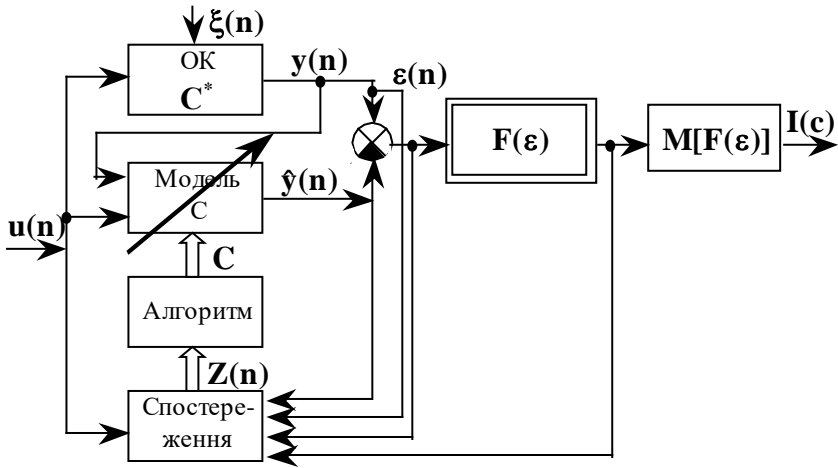 ξ(n)
ОК
C*
y(n)
ε(n)
F(ε)
M[F(ε)]
I(c)
Модель
С
ŷ(n)
u(n)
C
Алгоритм
Z(n)
Спостере-
ження